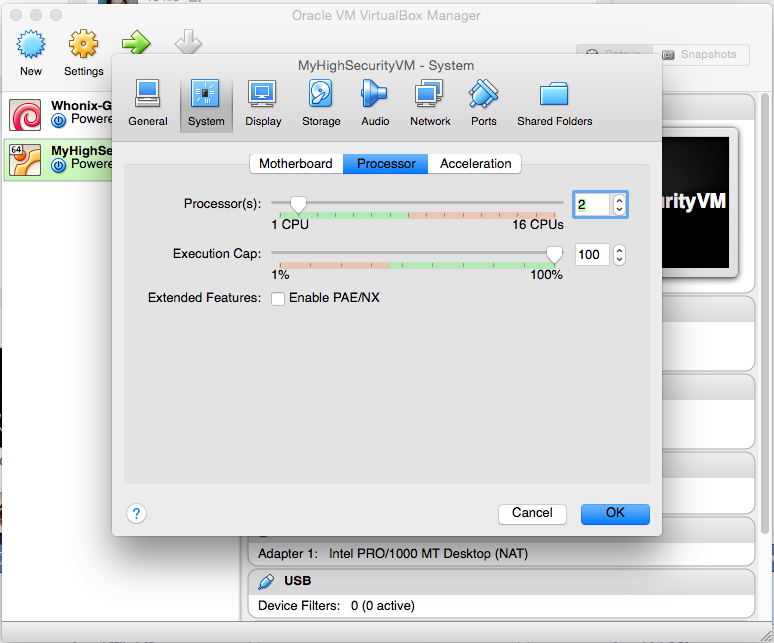 Oracle VM VirtualBox Manager
New
Settings
Details
Snapshots
Whonix-G
Powere
64
MyHighSe
Powere
MyHighSecurityVM - System
General
System
Display
Storage
Audio
Network
Ports
Shared Folders
Motherboard
Processor
Acceleration
Processor(s):
2
1 CPU
16 CPUs
Execution Cap:
100
1%
100%
Extended Features:
Enable PAE/NX
urityVM
?
Cancel
OK
Adapter 1: Intel PRO/1000 MT Desktop (NAT)
USB
Device Filters: 0 (0 active)